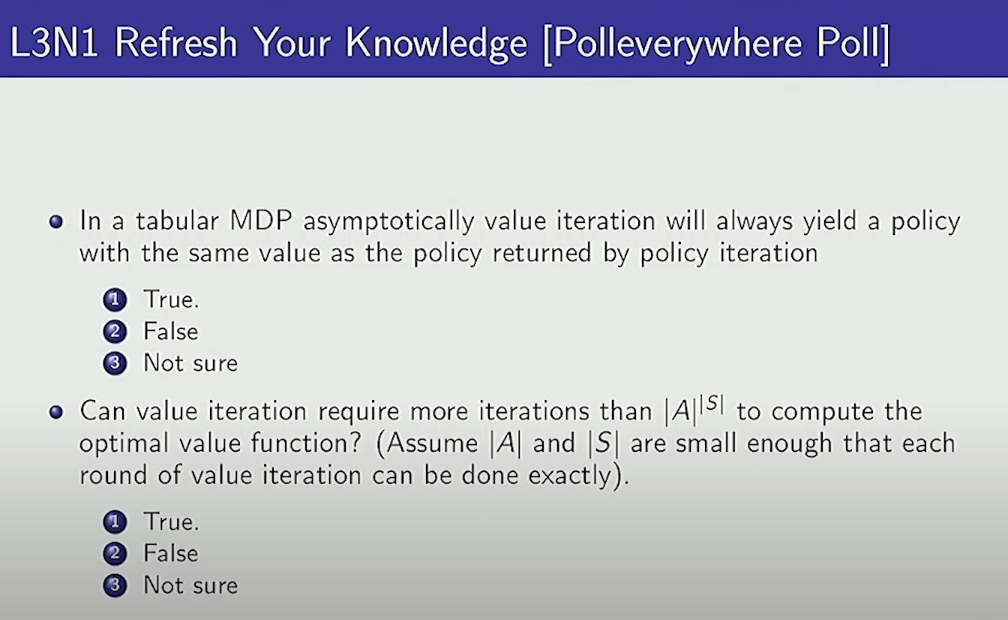 L3N1 Refresh Your Knowledge [Polleverywhere Poll]
In a tabular MDP asymptotically value iteration will always yield a policy
with the same value as the policy returned by policy iteration
1 True.
2 False
3 Not sure
Can value iteration require more iterations than |A|^|S| to compute the
optimal value function? (Assume |A| and |S| are small enough that each
round of value iteration can be done exactly).
1 True.
2 False
3 Not sure